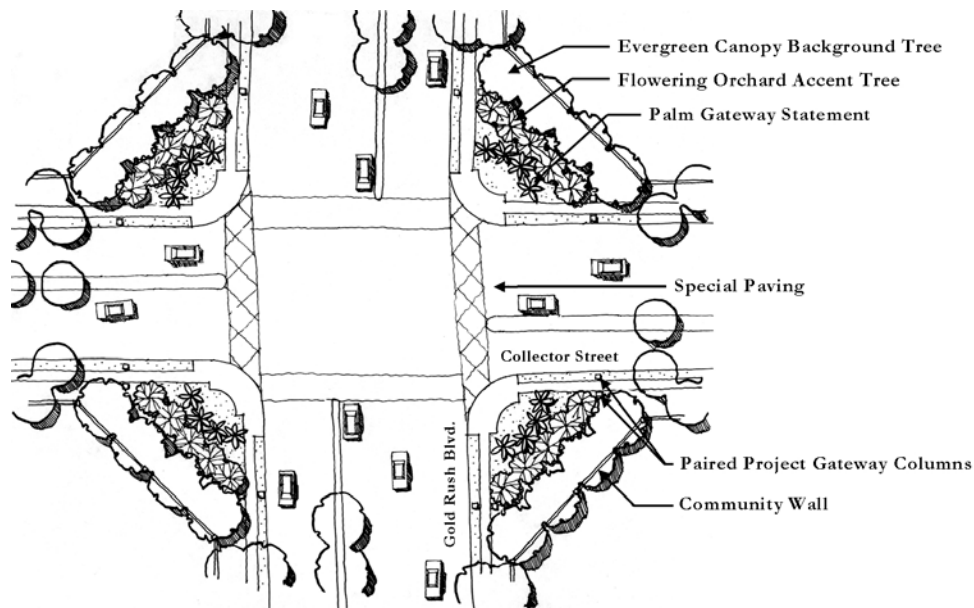 Evergreen Canopy Background Tree
Flowering Orchard Accent Tree
Palm Gateway Statement
Special Paving
Collector Street
Gold Rush Blvd.
Paired Project Gateway Columns
Community Wall